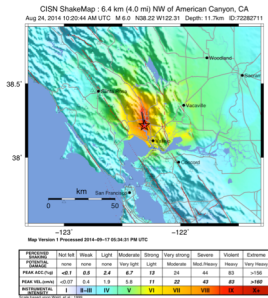 CISN ShakeMap : 6.4 km (4.0 mi) NW of American Canyon, CA
Aug 24, 2014 10:20:44 AM UTC M 6.0 N38.22 W122.31 Depth: 11.7km ID:72282711
Woodland
38.5°
Santa Rosa
Vacaville
38°
Vallejo
Concord
km
San Francisco
0 50
-123° -122°
Map Version 1 Processed 2014-09-17 05:34:31 PM UTC
PERCEIVED SHAKING Not felt Weak Light Moderate Strong Very strong Severe Violent Extreme
POTENTIAL DAMAGE none none none Very light Light Moderate Mod./Heavy Heavy Very Heavy
PEAK ACC.(%g) <0.1 0.5 2.4 6.7 13 24 44 83 >156
PEAK VEL.(cm/s) <0.07 0.4 1.9 5.8 11 22 43 83 >160
INSTRUMENTAL INTENSITY I II-III IV V VI VII VIII IX X+